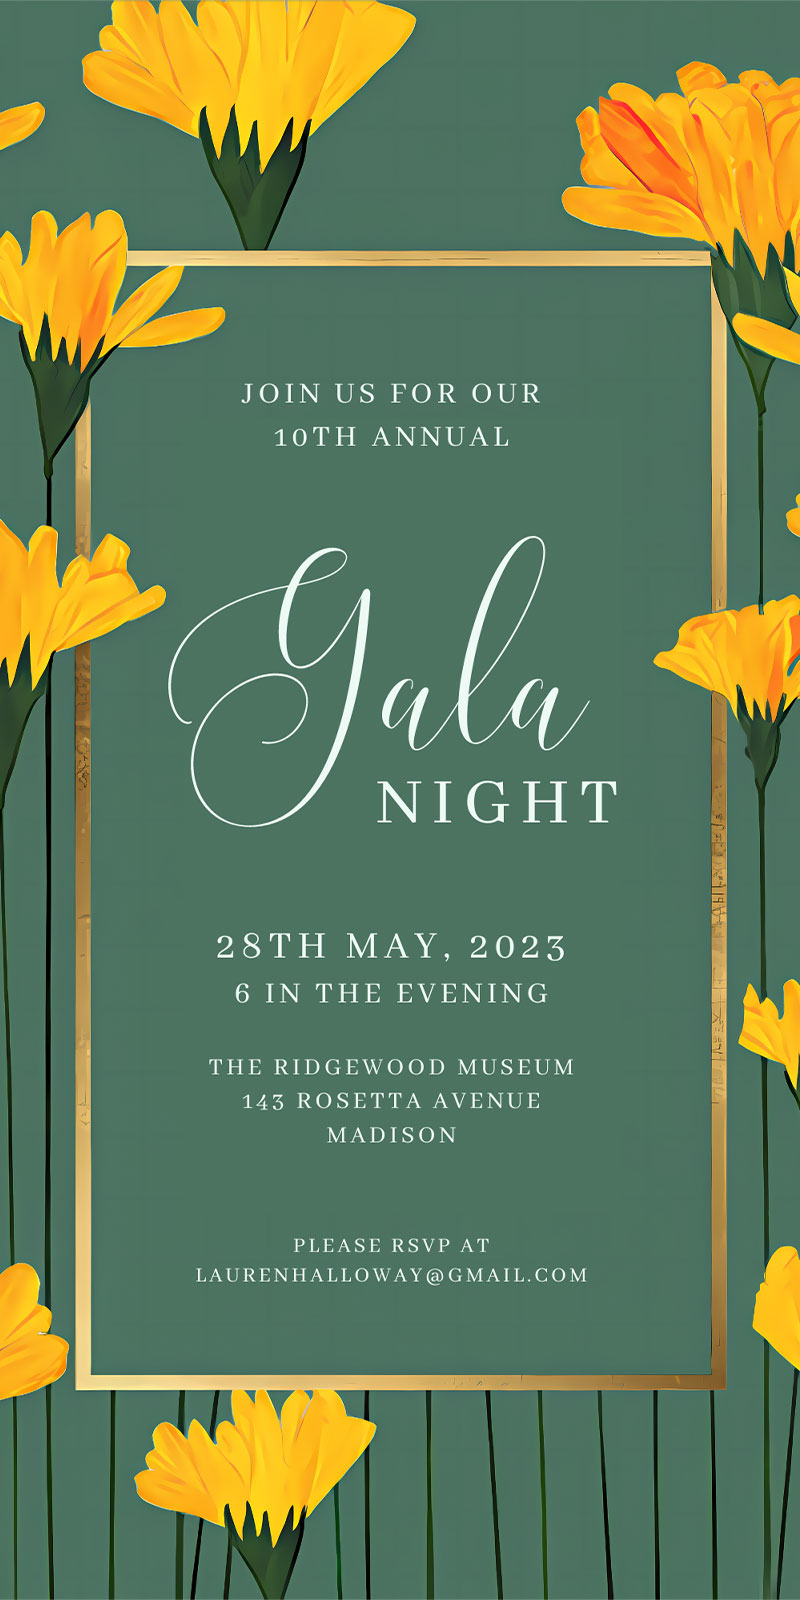 JOIN US FOR OUR
10TH ANNUAL
Gala
NIGHT
28TH MAY, 2023
6 IN THE EVENING
THE RIDGEWOOD MUSEUM
143 ROSETTA AVENUE
MADISON
PLEASE RSVP AT
LAURENHALLOWAY@GMAIL.COM